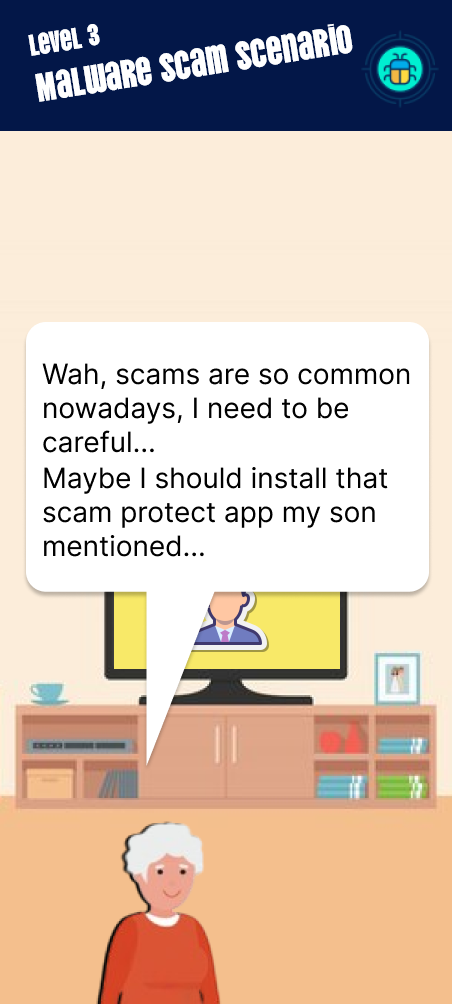 Level 3
Malware scam scenario
Wah, scams are so common
nowadays, I need to be
careful...
Maybe I should install that
scam protect app my son
mentioned...